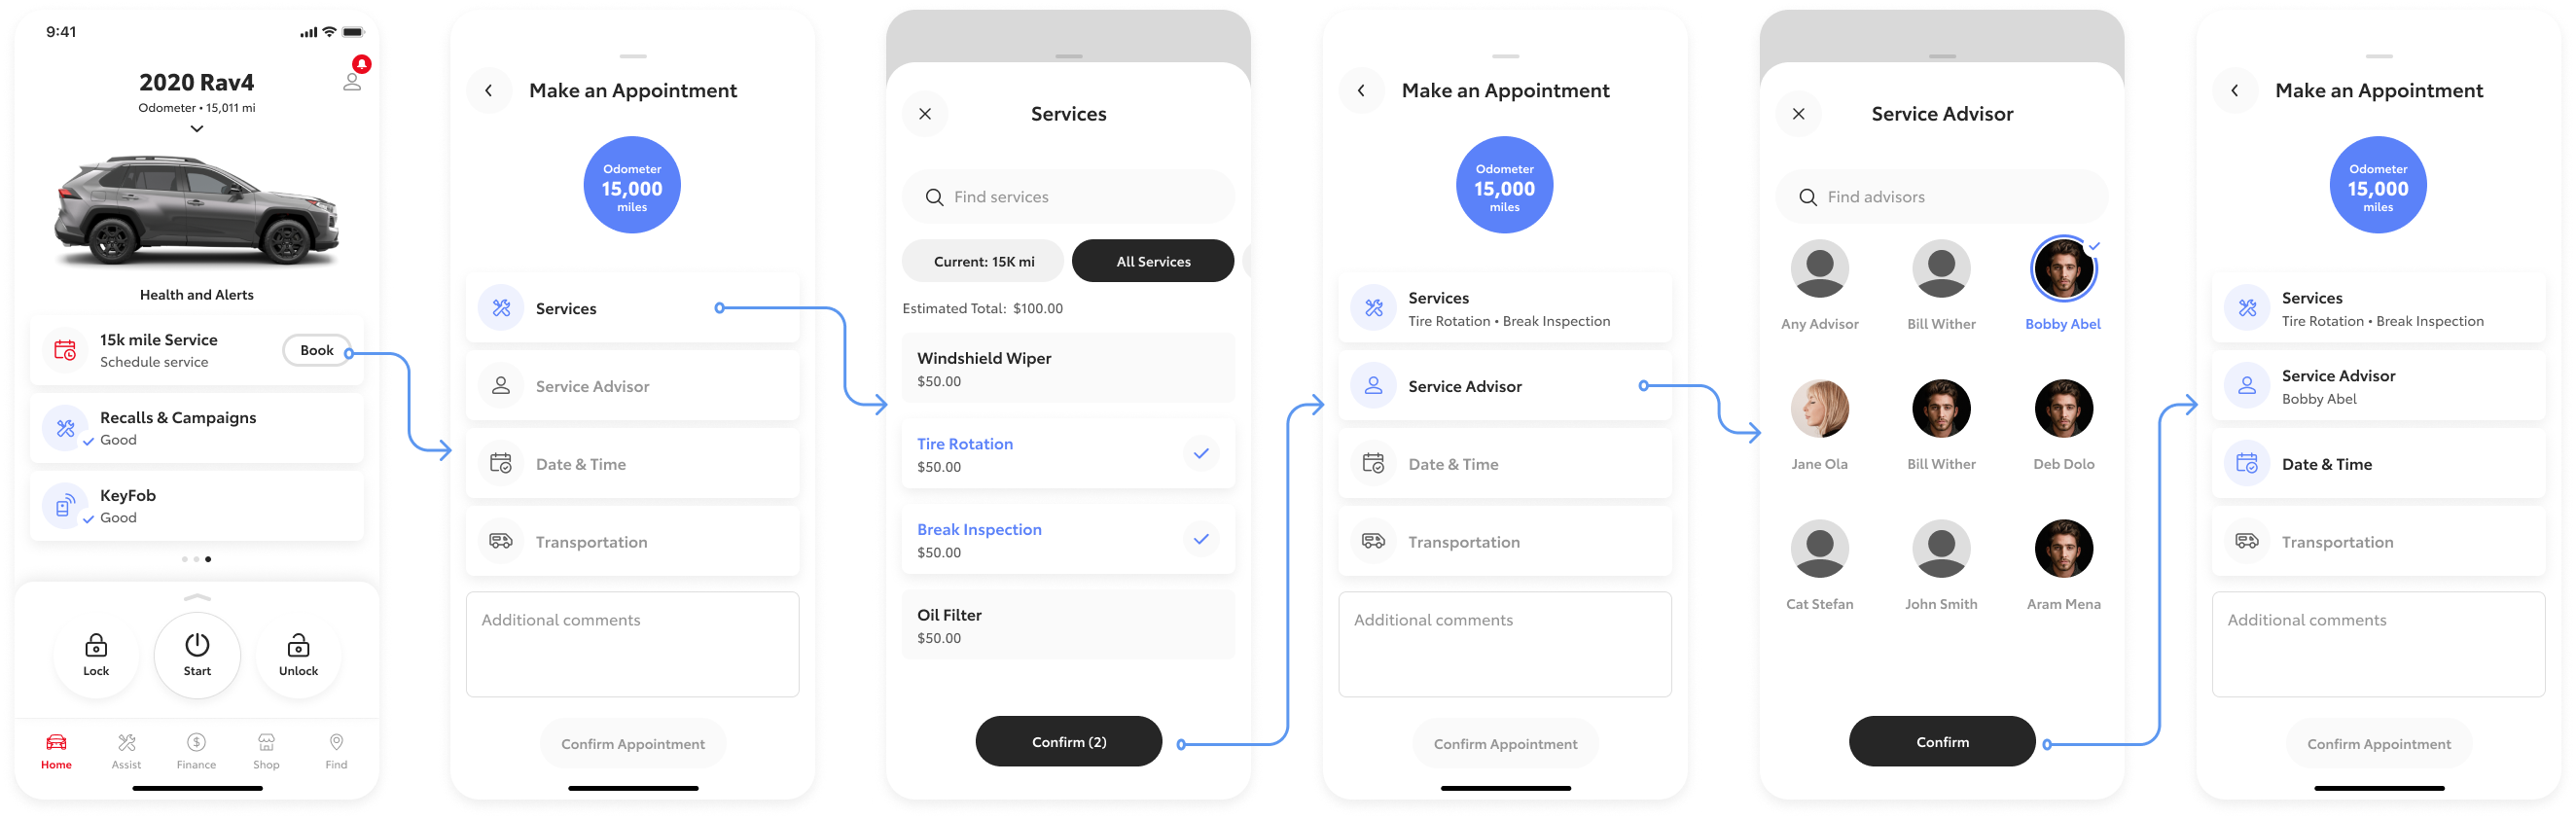 9:41
2020 Rav4
Odometer • 15,011 mi
Health and Alerts
15k mile Service
Schedule service
Book
Recalls & Campaigns
Good
KeyFob
Good
Lock
Start
Unlock
Home
Assist
Finance
Shop
Find
Make an Appointment
Odometer
15,000
miles
Services
Service Advisor
Date & Time
Transportation
Additional comments
Confirm Appointment
Services
Find services
Current: 15K mi
All Services
Estimated Total: $100.00
Windshield Wiper
$50.00
Tire Rotation
$50.00
Break Inspection
$50.00
Oil Filter
$50.00
Confirm (2)
Make an Appointment
Odometer
15,000
miles
Services
Tire Rotation • Break Inspection
Service Advisor
Date & Time
Transportation
Additional comments
Confirm Appointment
Service Advisor
Find advisors
Any Advisor
Bill Wither
Bobby Abel
Jane Ola
Bill Wither
Deb Dolo
Cat Stefan
John Smith
Aram Mena
Confirm
Make an Appointment
Odometer
15,000
miles
Services
Tire Rotation • Break Inspection
Service Advisor
Bobby Abel
Date & Time
Transportation
Additional comments
Confirm Appointment